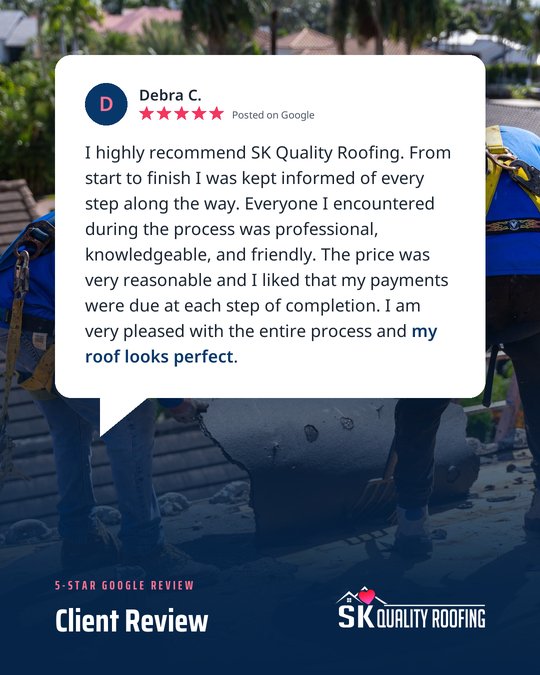 D
Debra C.
Posted on Google
I highly recommend SK Quality Roofing. From
start to finish I was kept informed of every
step along the way. Everyone I encountered
during the process was professional,
knowledgeable, and friendly. The price was
very reasonable and I liked that my payments
were due at each step of completion. I am
very pleased with the entire process and my
roof looks perfect.
5-STAR GOOGLE REVIEW
Client Review
SK QUALITY ROOFING